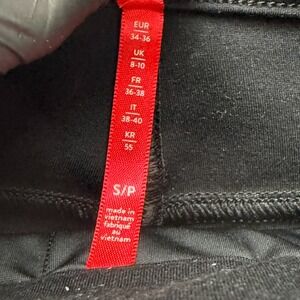 EUR
34-36
UK
8-10
FR
36-38
IT
38-40
KR
55
S/P
made in
vietnam
fabriqué
au
vietnam